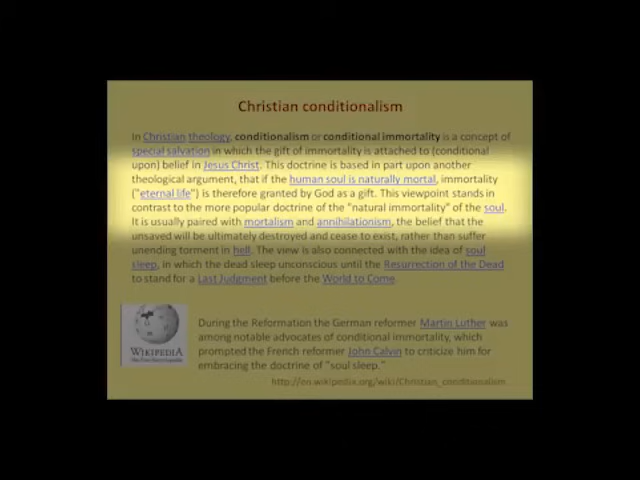 Christian conditionalism
In Christian theology, conditionalism or conditional immortality is a concept of
special salvation in which the gift of immortality is attached to (conditional
upon) belief in Jesus Christ. This doctrine is based in part upon another
theological argument, that if the human soul is naturally mortal, immortality
("eternal life") is therefore granted by God as a gift. This viewpoint stands in
contrast to the more popular doctrine of the "natural immortality" of the soul.
It is usually paired with mortalism and annihilationism, the belief that the
unsaved will be ultimately destroyed and cease to exist, rather than suffer
unending torment in hell. The view is also connected with the idea of soul
sleep, in which the dead sleep unconscious until the Resurrection of the Dead
to stand for a Last Judgment before the World to Come.
During the Reformation the German reformer Martin Luther was
among notable advocates of conditional immortality, which
prompted the French reformer John Calvin to criticize him for
embracing the doctrine of "soul sleep."
WIKIPEDIA
The Free Encyclopedia
http://en.wikipedia.org/wiki/Christian_conditionalism